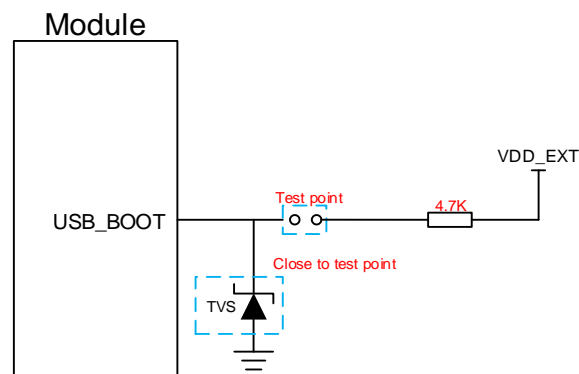 Module
VDD_EXT
Test point
4.7K
USB_BOOT
Close to test point
TVS